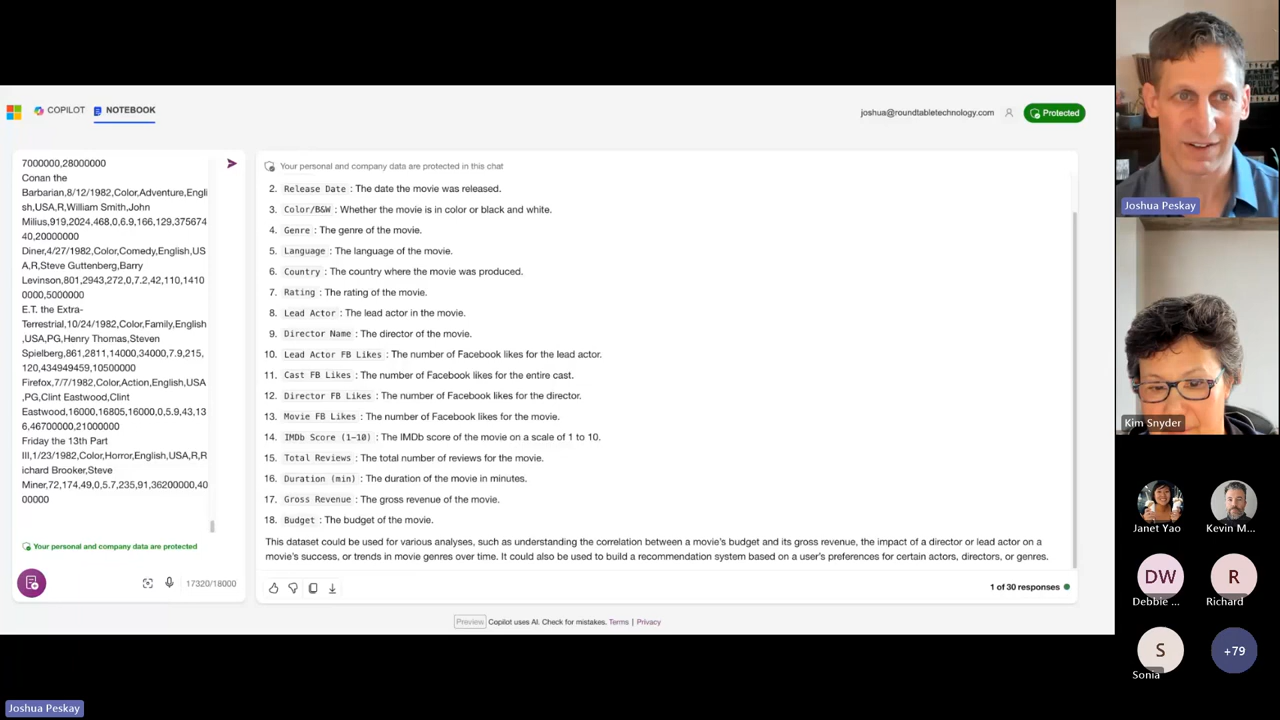 COPILOT
NOTEBOOK
joshua@roundtabletechnology.com
Protected
7000000,28000000
Conan the
Barbarian,8/12/1982,Color,Adventure,Engli
sh,USA,R,William Smith,John
Milius,919,2024,468,0,6.9,166,129,375674
40,20000000
Diner,4/27/1982,Color,Comedy,English,US
A,R,Steve Guttenberg,Barry
Levinson,801,2943,272,0,7.2,42,110,1410
0000,5000000
E.T. the Extra-
Terrestrial,10/24/1982,Color,Family,English
,USA,PG,Henry Thomas,Steven
Spielberg,861,2811,14000,34000,7.9,215,
120,434949459,10500000
Firefox,7/7/1982,Color,Action,English,USA
,PG,Clint Eastwood,Clint
Eastwood,16000,16805,16000,0,5.9,43,13
6,46700000,21000000
Friday the 13th Part
III,1/23/1982,Color,Horror,English,USA,R,R
ichard Brooker,Steve
Miner,72,174,49,0,5.7,235,91,36200000,40
00000
Your personal and company data are protected
17320/18000
Your personal and company data are protected in this chat
2. Release Date : The date the movie was released.
3. Color/B&W : Whether the movie is in color or black and white.
4. Genre : The genre of the movie.
5. Language : The language of the movie.
6. Country : The country where the movie was produced.
7. Rating : The rating of the movie.
8. Lead Actor : The lead actor in the movie.
9. Director Name : The director of the movie.
10. Lead Actor FB Likes : The number of Facebook likes for the lead actor.
11. Cast FB Likes : The number of Facebook likes for the entire cast.
12. Director FB Likes : The number of Facebook likes for the director.
13. Movie FB Likes : The number of Facebook likes for the movie.
14. IMDb Score (1-10) : The IMDb score of the movie on a scale of 1 to 10.
15. Total Reviews : The total number of reviews for the movie.
16. Duration (min) : The duration of the movie in minutes.
17. Gross Revenue : The gross revenue of the movie.
18. Budget : The budget of the movie.
This dataset could be used for various analyses, such as understanding the correlation between a movie's budget and its gross revenue, the impact of a director or lead actor on a
movie's success, or trends in movie genres over time. It could also be used to build a recommendation system based on a user's preferences for certain actors, directors, or genres.
1 of 30 responses
Preview Copilot uses AI. Check for mistakes. Terms | Privacy
Joshua Peskay
Kim Snyder
Janet Yao
Kevin M...
DW
Debbie ...
R
Richard
S
Sonia
+79
Joshua Peskay